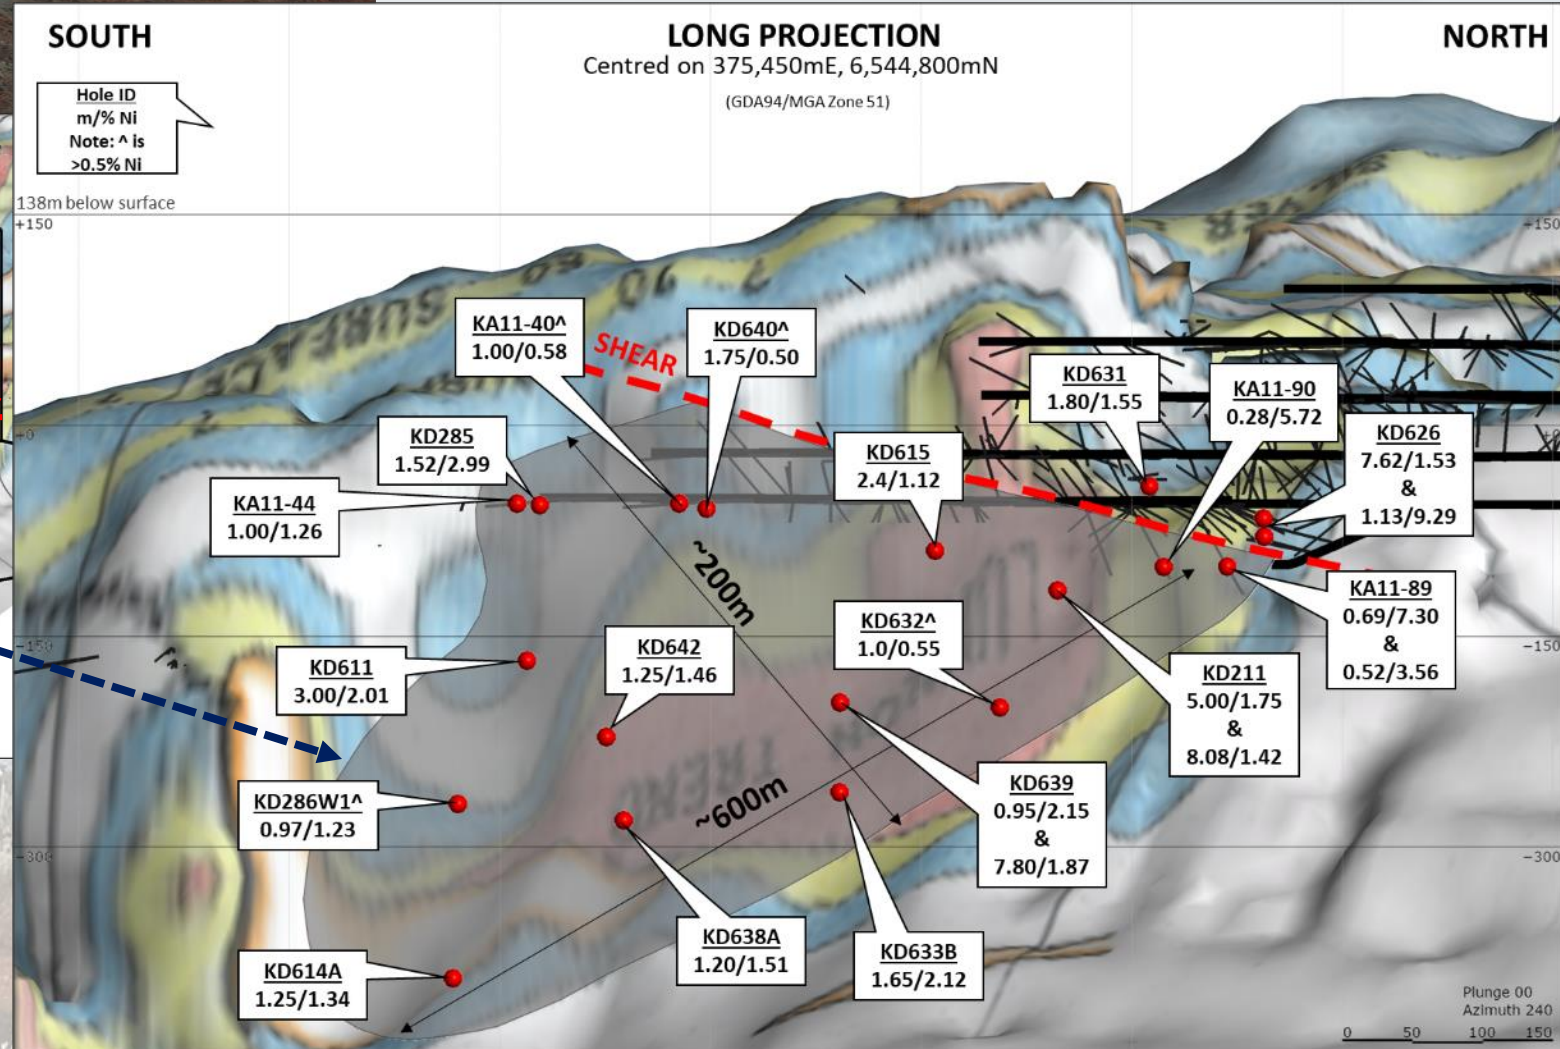 SOUTH
LONG PROJECTION
NORTH
Centred on 375,450mE, 6,544,800mN
(GDA94/MGA Zone 51)
Hole ID
m/% Ni
Note: ^ is
>0.5% Ni
138m below surface
+150
+150
SURFACE
SHEAR
KA11-40^
1.00/0.58
KD640^
1.75/0.50
KD631
1.80/1.55
KA11-90
0.28/5.72
KD626
7.62/1.53
&
1.13/9.29
+0
+0
KD285
1.52/2.99
KD615
2.4/1.12
KA11-44
1.00/1.26
~200m
KA11-89
0.69/7.30
&
0.52/3.56
KD632^
1.0/0.55
-150
-150
KD611
3.00/2.01
KD642
1.25/1.46
KD211
5.00/1.75
&
8.08/1.42
TREND
~600m
KD286W1^
0.97/1.23
KD639
0.95/2.15
&
7.80/1.87
-300
-300
KD638A
1.20/1.51
KD633B
1.65/2.12
KD614A
1.25/1.34
Plunge 00
Azimuth 240
0 50 100 150